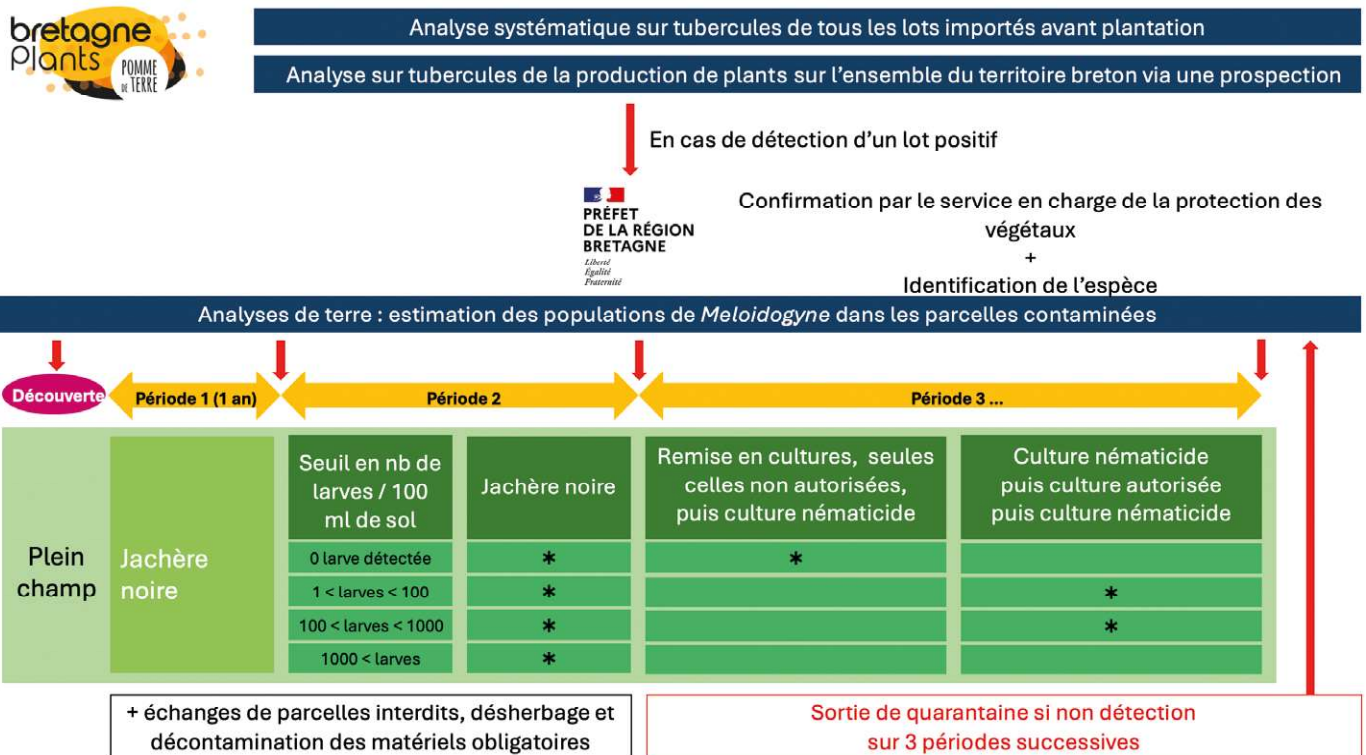 bretagne
Plants
POMME
DE TERRE
Analyse systématique sur tubercules de tous les lots importés avant plantation
Analyse sur tubercules de la production de plants sur l'ensemble du territoire breton via une prospection
En cas de détection d'un lot positif
PRÉFET
DE LA RÉGION
BRETAGNE
Liberté
Égalité
Fraternité
Confirmation par le service en charge de la protection des
végétaux
+
Identification de l'espèce
Analyses de terre : estimation des populations de Meloidogyne dans les parcelles contaminées
Découverte
Période 1 (1 an)
Période 2
Période 3 ...
Plein
champ
Jachère
noire
Seuil en nb de
larves / 100
ml de sol
Jachère noire
Remise en cultures, seules
celles non autorisées,
puis culture nématicide
Culture nématicide
puis culture autorisée
puis culture nématicide
0 larve détectée * *
1 < larves < 100 * *
100 < larves < 1000 * *
1000 < larves *
+ échanges de parcelles interdits, désherbage et
décontamination des matériels obligatoires
Sortie de quarantaine si non détection
sur 3 périodes successives